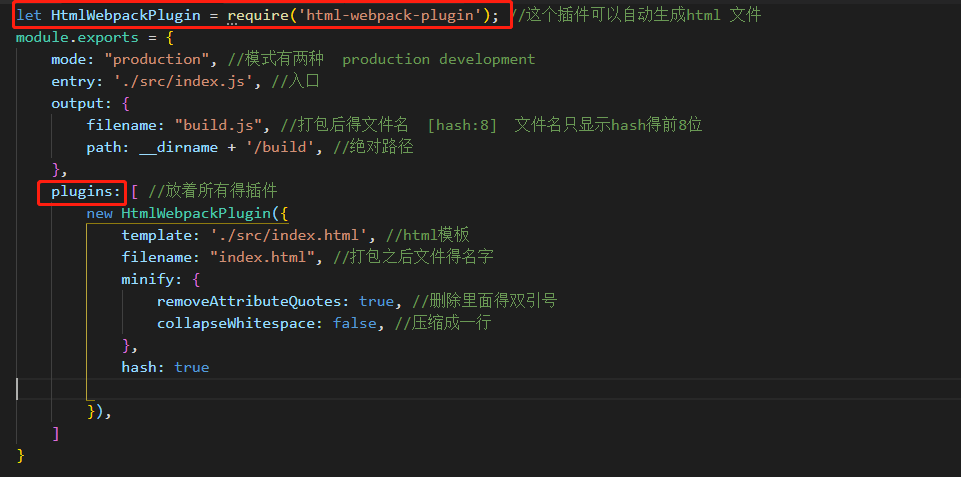 let HtmlWebpackPlugin = require('html-webpack-plugin'); //这个插件可以自动生成html 文件
module.exports = {
    mode: "production", //模式有两种  production development
    entry: './src/index.js', //入口
    output: {
        filename: "build.js", //打包后得文件名  [hash:8]  文件名只显示hash得前8位
        path: __dirname + '/build', //绝对路径
    },
    plugins: [ //放着所有得插件
        new HtmlWebpackPlugin({
            template: './src/index.html', //html模板
            filename: "index.html", //打包之后文件得名字
            minify: {
                removeAttributeQuotes: true, //删除里面得双引号
                collapseWhitespace: false, //压缩成一行
            },
            hash: true
        }),
    ]
}